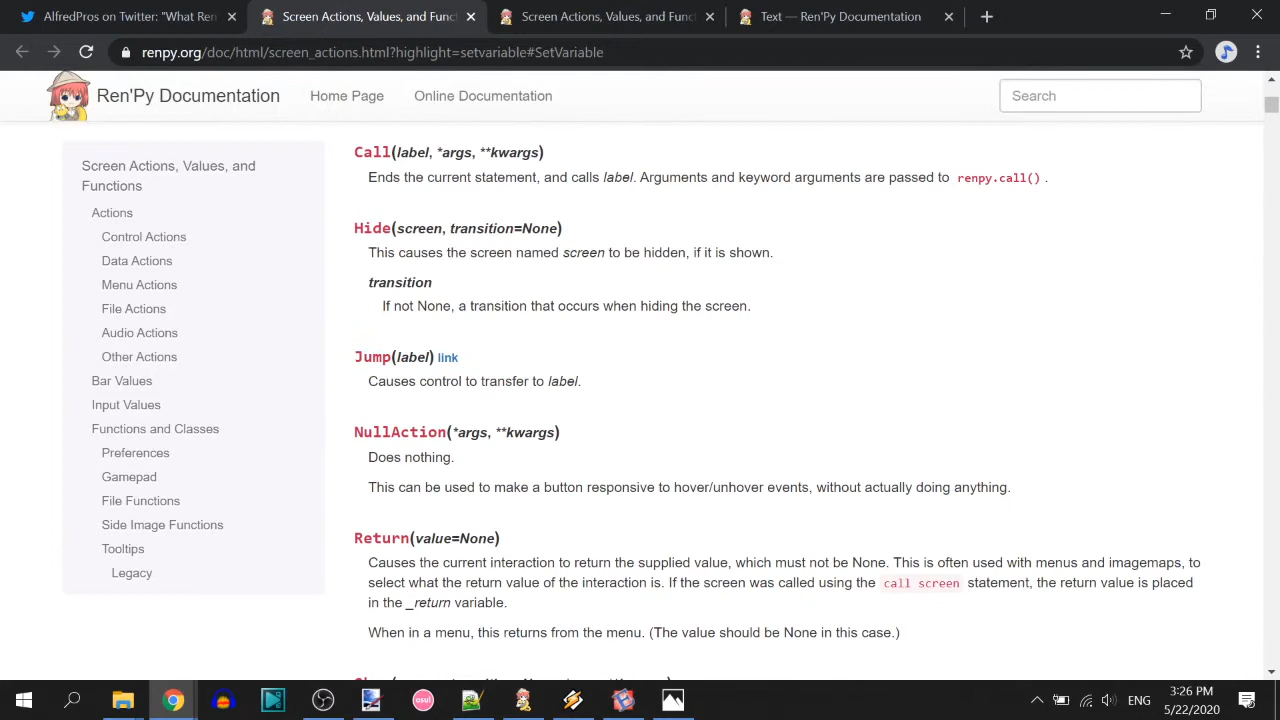 AlfredPros on Twitter: "What Ren
Screen Actions, Values, and Func
Screen Actions, Values, and Funct
Text — Ren'Py Documentation
renpy.org/doc/html/screen_actions.html?highlight=setvariable#SetVariable
Ren'Py Documentation
Home Page
Online Documentation
Search
Screen Actions, Values, and
Functions
Actions
Control Actions
Data Actions
Menu Actions
File Actions
Audio Actions
Other Actions
Bar Values
Input Values
Functions and Classes
Preferences
Gamepad
File Functions
Side Image Functions
Tooltips
Legacy
Call(label, *args, **kwargs)
Ends the current statement, and calls label. Arguments and keyword arguments are passed to renpy.call() .
Hide(screen, transition=None)
This causes the screen named screen to be hidden, if it is shown.
transition
If not None, a transition that occurs when hiding the screen.
Jump(label) link
Causes control to transfer to label.
NullAction(*args, **kwargs)
Does nothing.
This can be used to make a button responsive to hover/unhover events, without actually doing anything.
Return(value=None)
Causes the current interaction to return the supplied value, which must not be None. This is often used with menus and imagemaps, to
select what the return value of the interaction is. If the screen was called using the call screen statement, the return value is placed
in the _return variable.
When in a menu, this returns from the menu. (The value should be None in this case.)
osu!
ENG
3:26 PM
5/22/2020